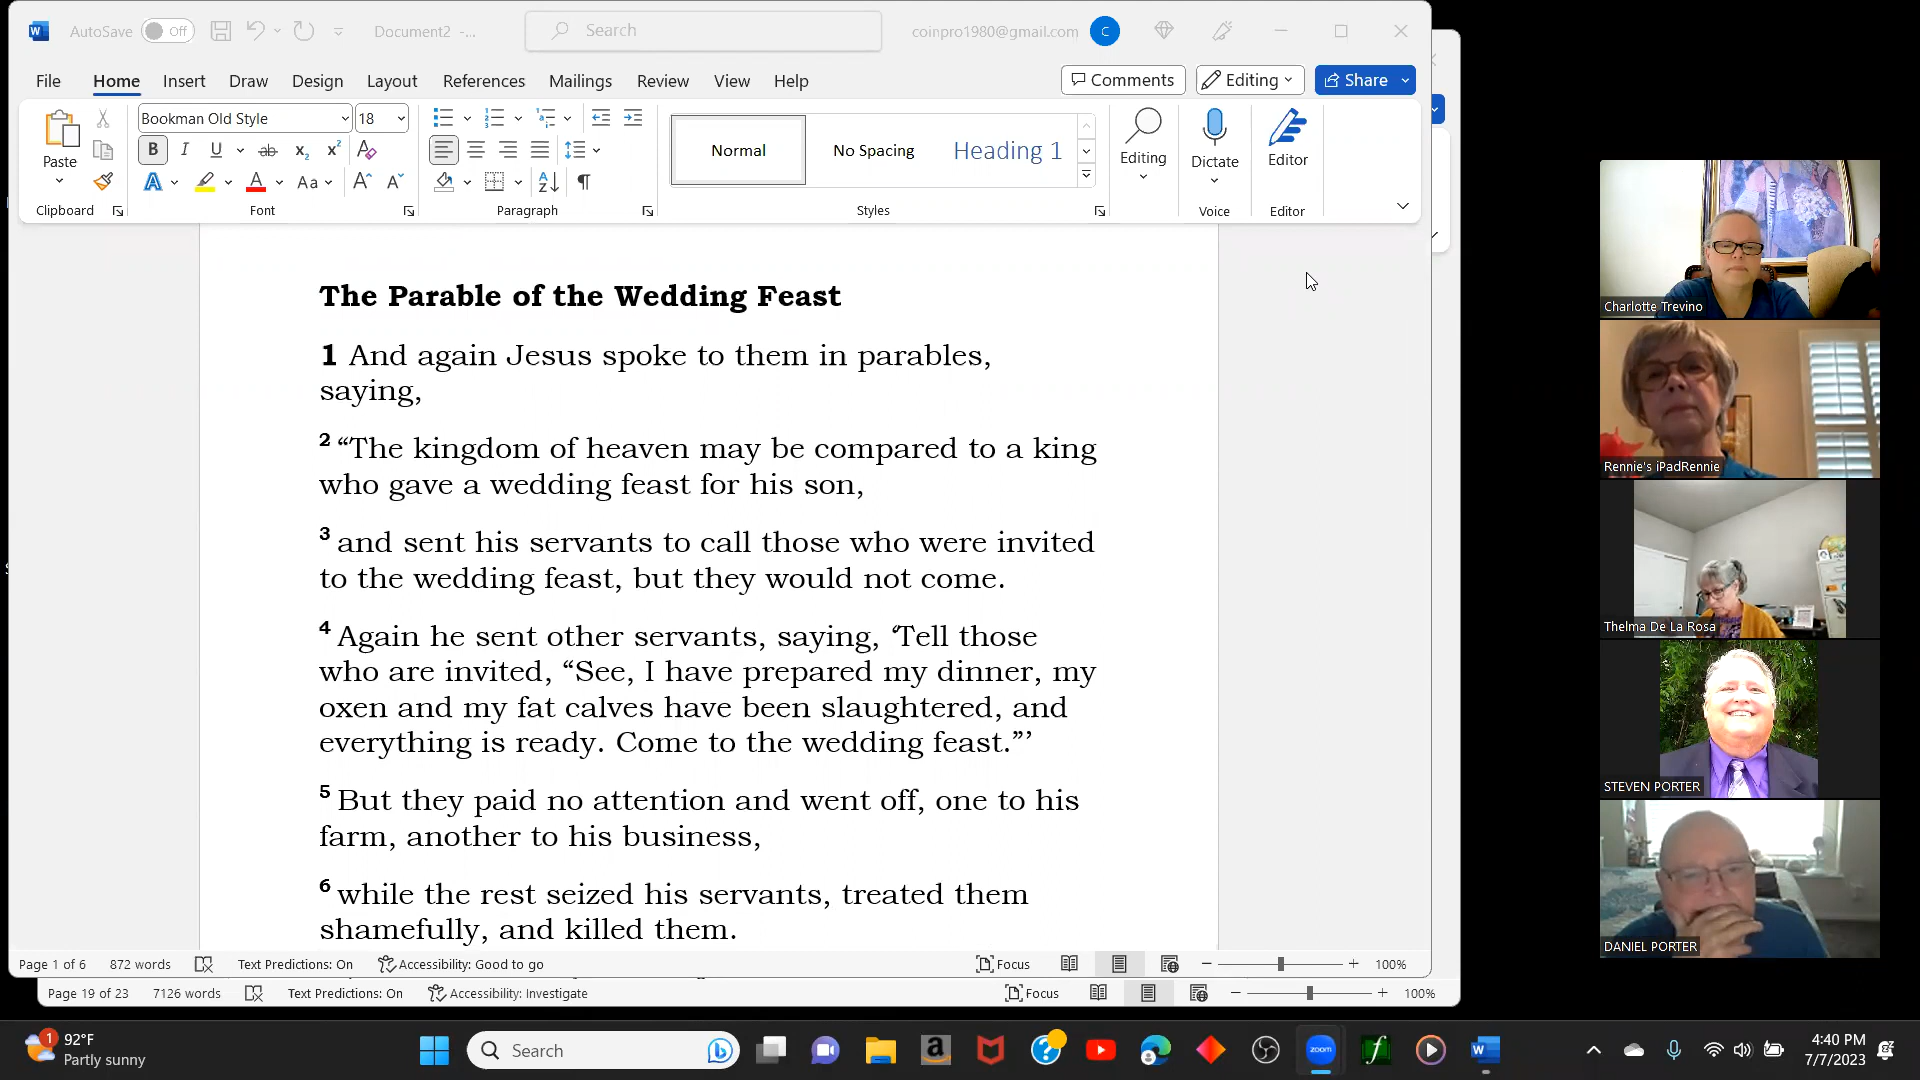 AutoSave Off Document2 -... Search coinpro1980@gmail.com C
File Home Insert Draw Design Layout References Mailings Review View Help Comments Editing Share
Paste Bookman Old Style 18 Normal No Spacing Heading 1 Editing Dictate Editor
Clipboard Font Paragraph Styles Voice Editor
The Parable of the Wedding Feast
1 And again Jesus spoke to them in parables,
saying,
2 “The kingdom of heaven may be compared to a king
who gave a wedding feast for his son,
3 and sent his servants to call those who were invited
to the wedding feast, but they would not come.
4 Again he sent other servants, saying, ‘Tell those
who are invited, “See, I have prepared my dinner, my
oxen and my fat calves have been slaughtered, and
everything is ready. Come to the wedding feast.”’
5 But they paid no attention and went off, one to his
farm, another to his business,
6 while the rest seized his servants, treated them
shamefully, and killed them.
Page 1 of 6 872 words Text Predictions: On Accessibility: Good to go Focus 100%
Page 19 of 23 7126 words Text Predictions: On Accessibility: Investigate Focus 100%
Charlotte Trevino
Rennie's iPadRennie
Thelma De La Rosa
STEVEN PORTER
DANIEL PORTER
1 92°F
Partly sunny
Search
zoom
4:40 PM
7/7/2023